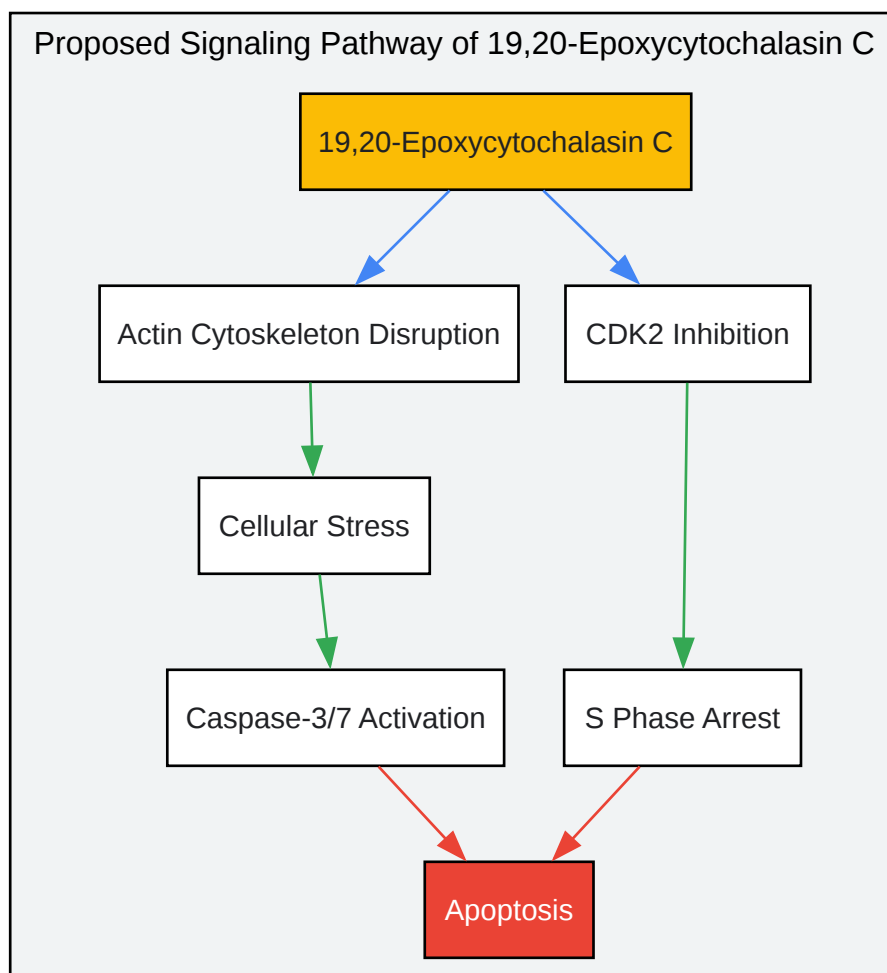 Proposed Signaling Pathway of 19,20-Epoxycytochalasin C
19,20-Epoxycytochalasin C
Actin Cytoskeleton Disruption
CDK2 Inhibition
Cellular Stress
Caspase-3/7 Activation
S Phase Arrest
Apoptosis